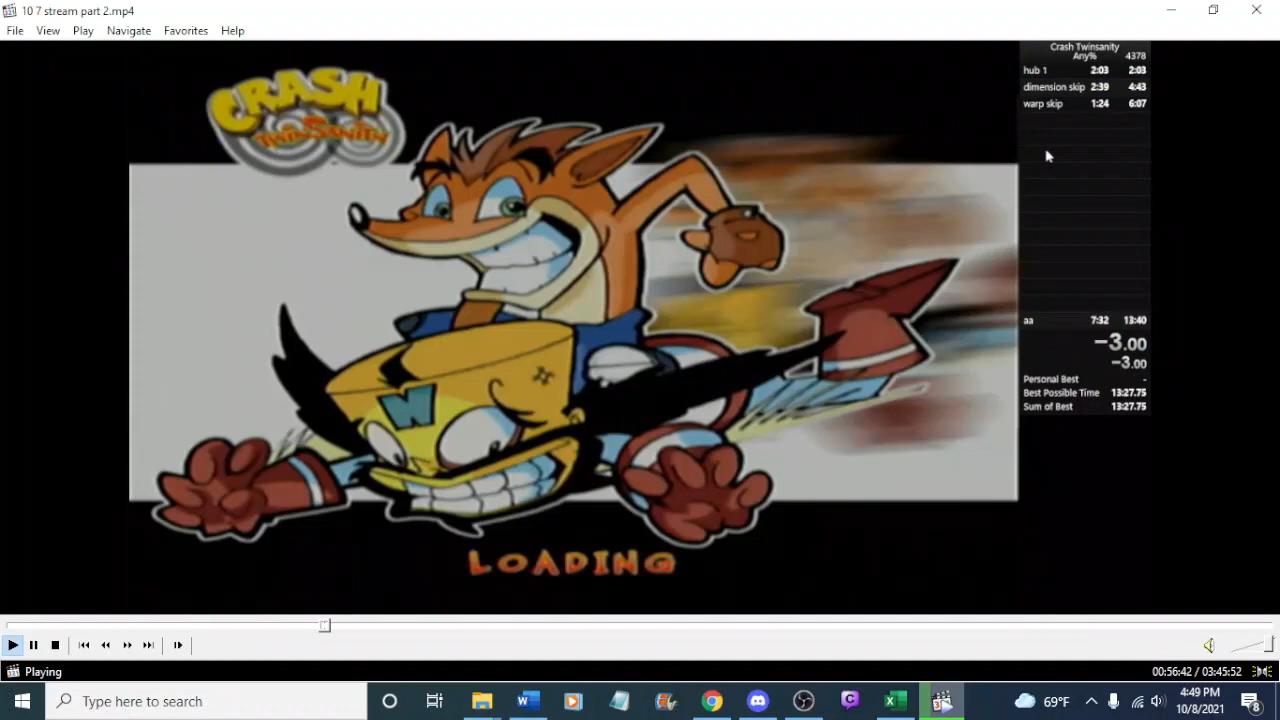 10 7 stream part 2.mp4
File View Play Navigate Favorites Help
CRASH
TWINSANITY
W
LOADING
Crash Twinsanity
Any% 4378
hub 1 2:03 2:03
dimension skip 2:39 4:43
warp skip 1:24 6:07
aa 7:32 13:40
−3.00
−3.00
Personal Best -
Best Possible Time 13:27.75
Sum of Best 13:27.75
Playing 00:56:42 / 03:45:52
Type here to search
69°F
4:49 PM
10/8/2021
8